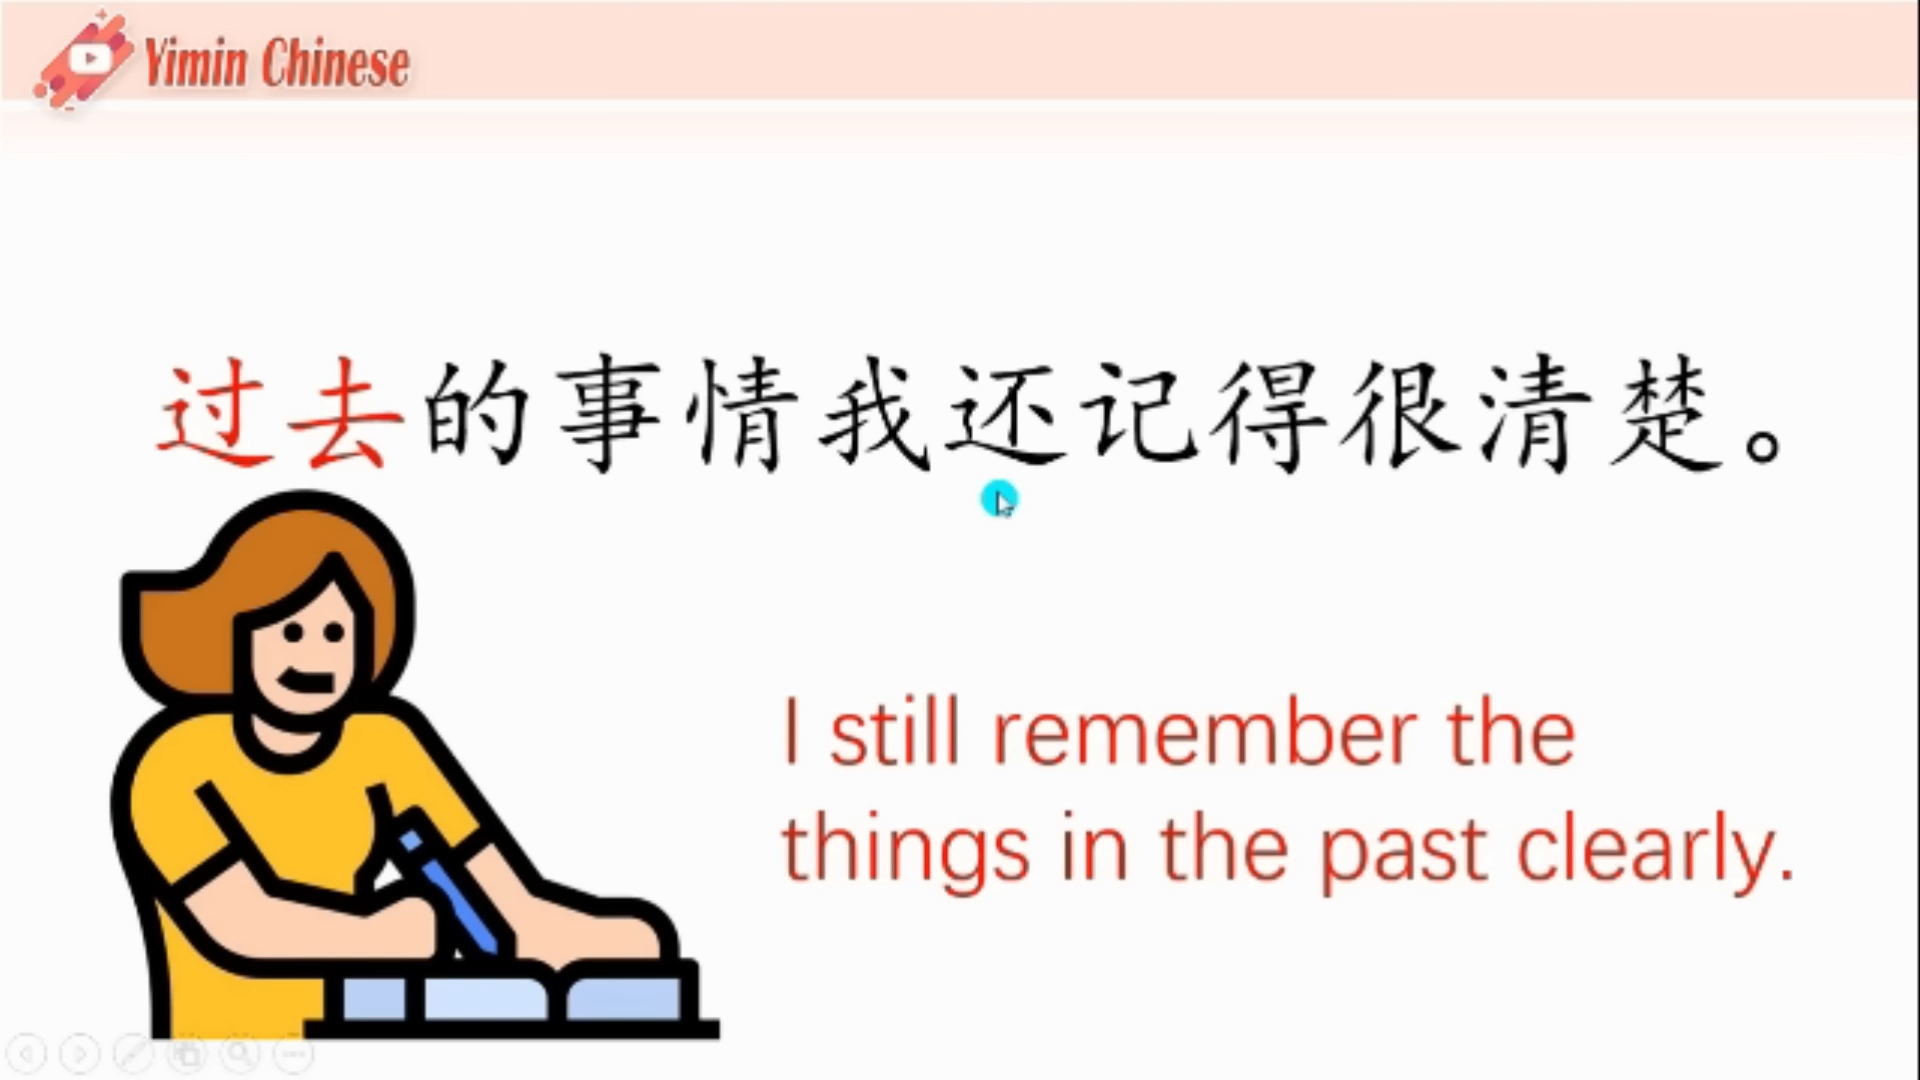 Yimin Chinese
过去的事情我还记得很清楚。
I still remember the
things in the past clearly.